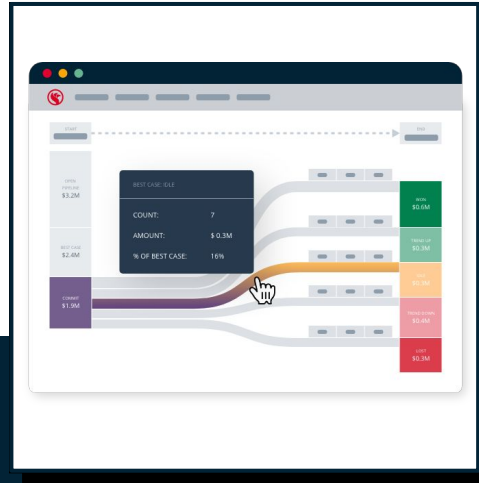 START
END
OPEN
PIPELINE
$3.2M
BEST CASE
$2.4M
COMMIT
$1.9M
BEST CASE: IDLE
COUNT: 7
AMOUNT: $ 0.3M
% OF BEST CASE: 16%
WON
$0.6M
TREND UP
$0.3M
$0.3M
TREND DOWN
$0.4M
LOST
$0.3M